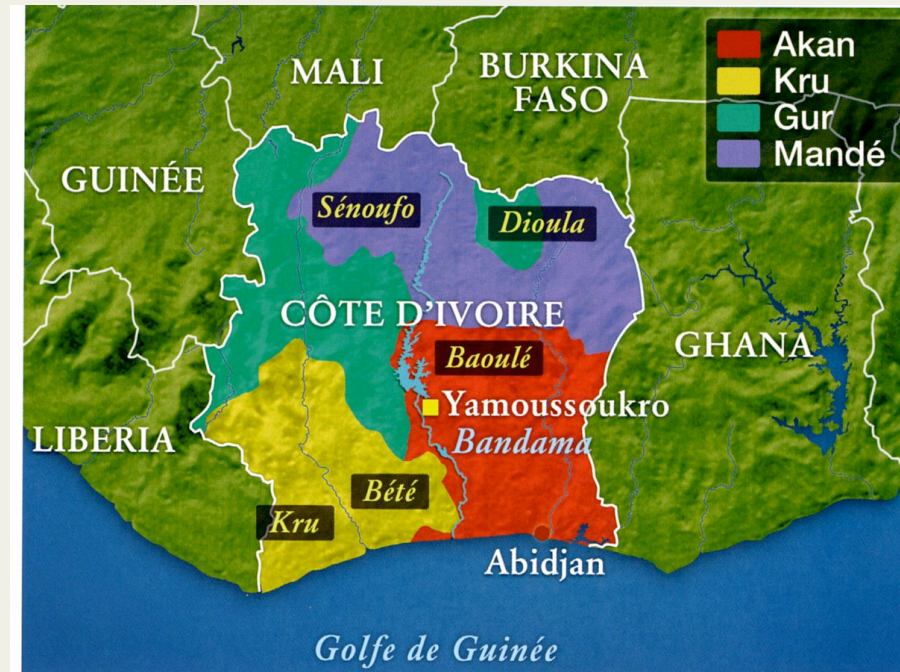 Akan
Kru
Gur
Mandé
MALI
BURKINA
FASO
GUINÉE
Sénoufo
Dioula
CÔTE D'IVOIRE
GHANA
Baoulé
Yamoussoukro
LIBERIA
Bandama
Bété
Kru
Abidjan
Golfe de Guinée